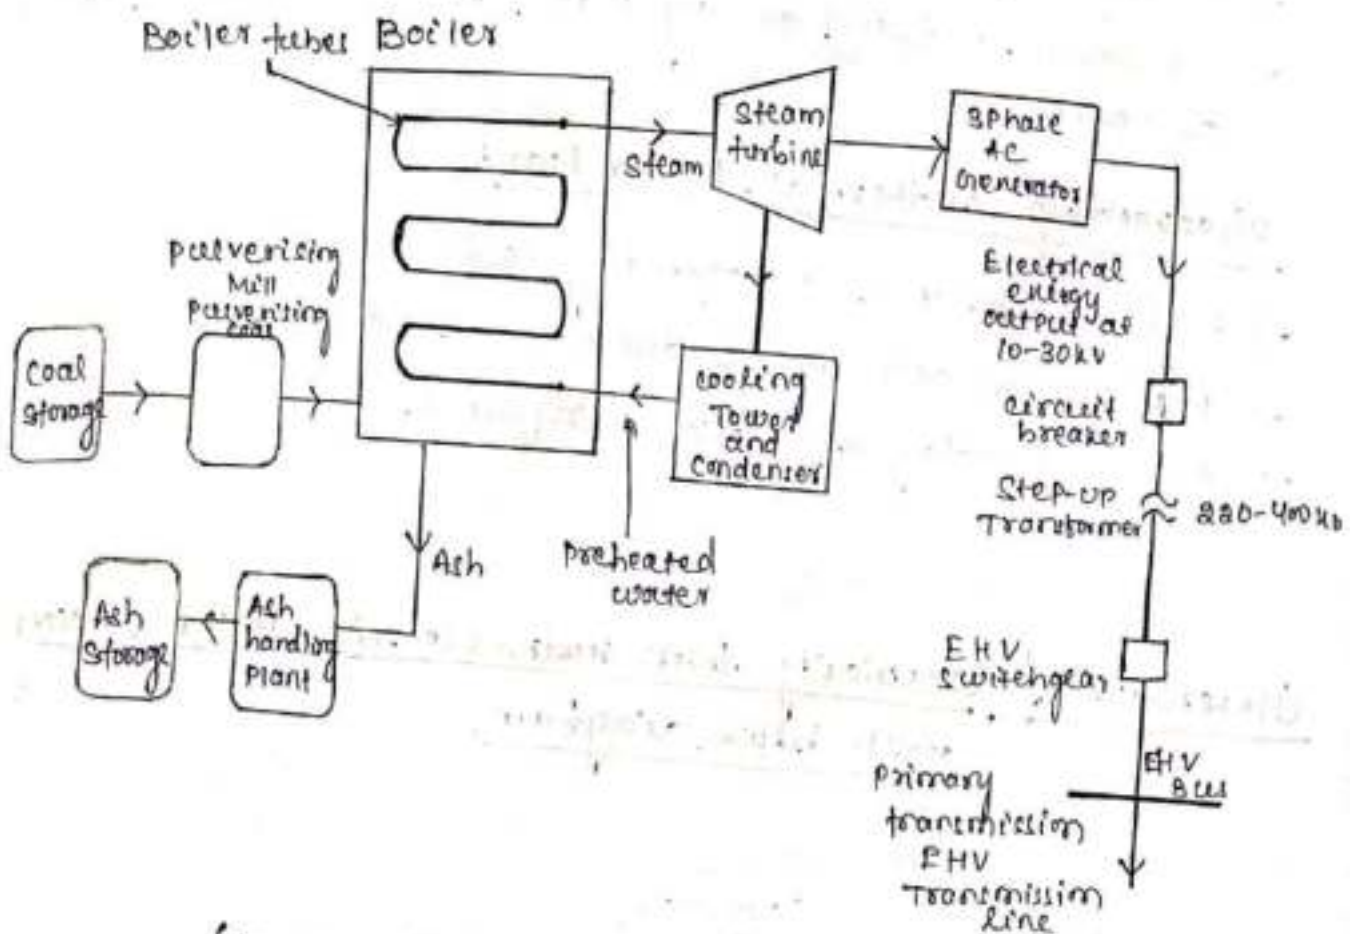 Boiler tubes
Boiler
Steam
Steam
turbine
3Phase
AC
Generator
Pulverising
Mill
Pulverising
Coal
Coal
Storage
Electrical
energy
output at
10-30kv
Cooling
Tower
and
Condenser
Circuit
breaker
Step-up
Transformer
220-400kv
Ash
Preheated
water
Ash
Storage
Ash
handling
Plant
EHV
Switchgear
EHV
Bus
Primary
transmission
EHV
Transmission
line